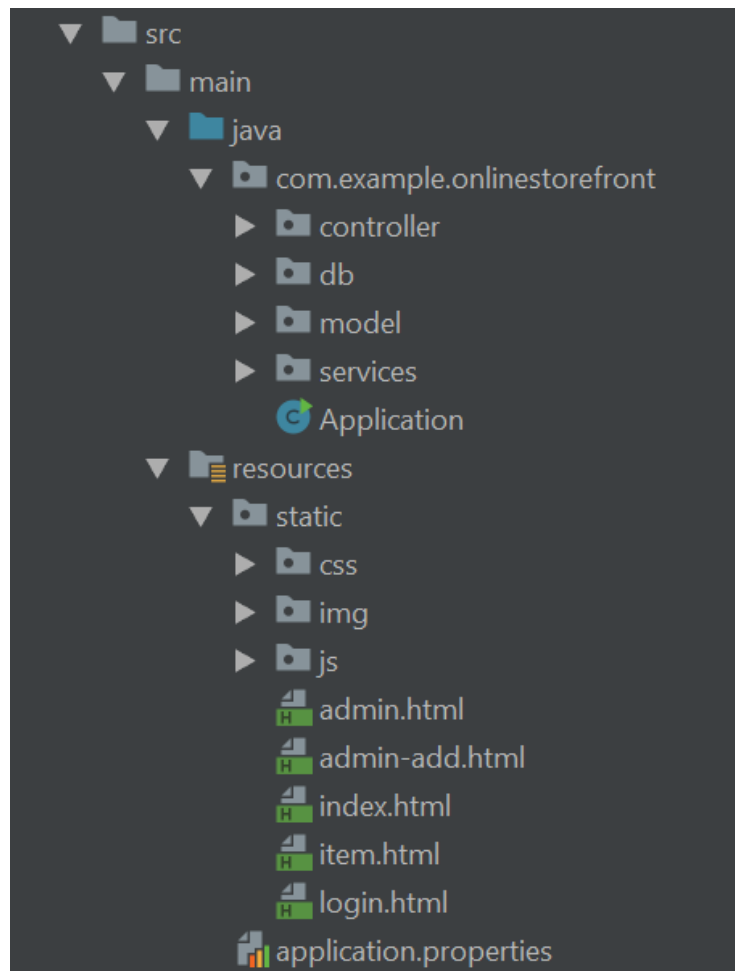 src
main
java
com.example.onlinestorefront
controller
db
model
services
C Application
resources
static
css
img
js
H admin.html
H admin-add.html
H index.html
H item.html
H login.html
application.properties